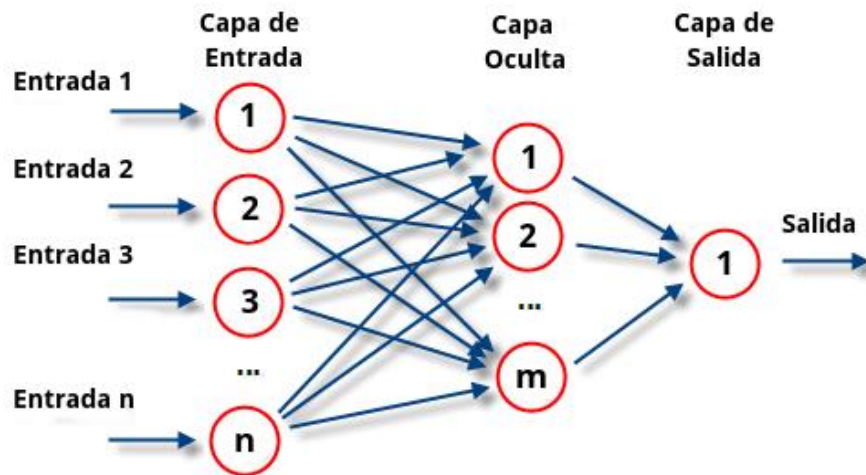 Capa de
Entrada
Capa
Oculta
Capa de
Salida
Entrada 1
1
Entrada 2
2
Entrada 3
3
...
Entrada n
n
1
2
...
m
1
Salida